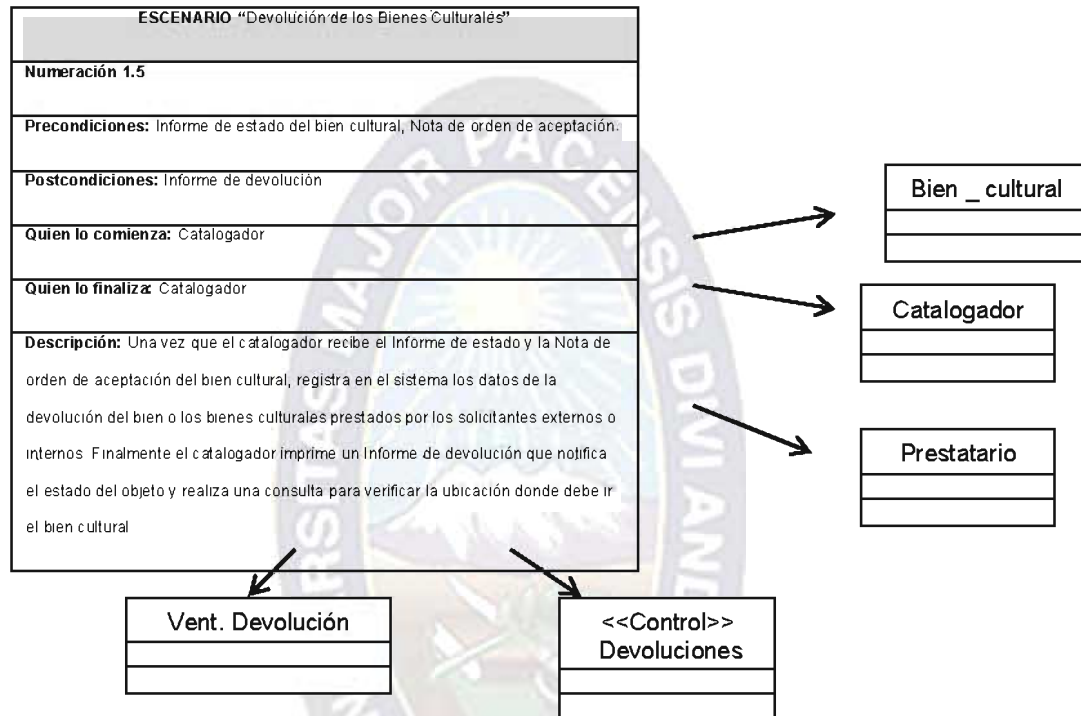 ESCENARIO “Devolución de los Bienes Culturales”
Numeración 1.5
Precondiciones: Informe de estado del bien cultural, Nota de orden de aceptación.
Postcondiciones: Informe de devolución
Quien lo comienza: Catalogador
Quien lo finaliza: Catalogador
Descripción: Una vez que el catalogador recibe el Informe de estado y la Nota de
orden de aceptación del bien cultural, registra en el sistema los datos de la
devolución del bien o los bienes culturales prestados por los solicitantes externos o
internos Finalmente el catalogador imprime un Informe de devolución que notifica
el estado del objeto y realiza una consulta para verificar la ubicación donde debe ir
el bien cultural
Bien _ cultural
Catalogador
Prestatario
Vent. Devolución
<<Control>>
Devoluciones
MAJOR PACENSIS DIVI AND